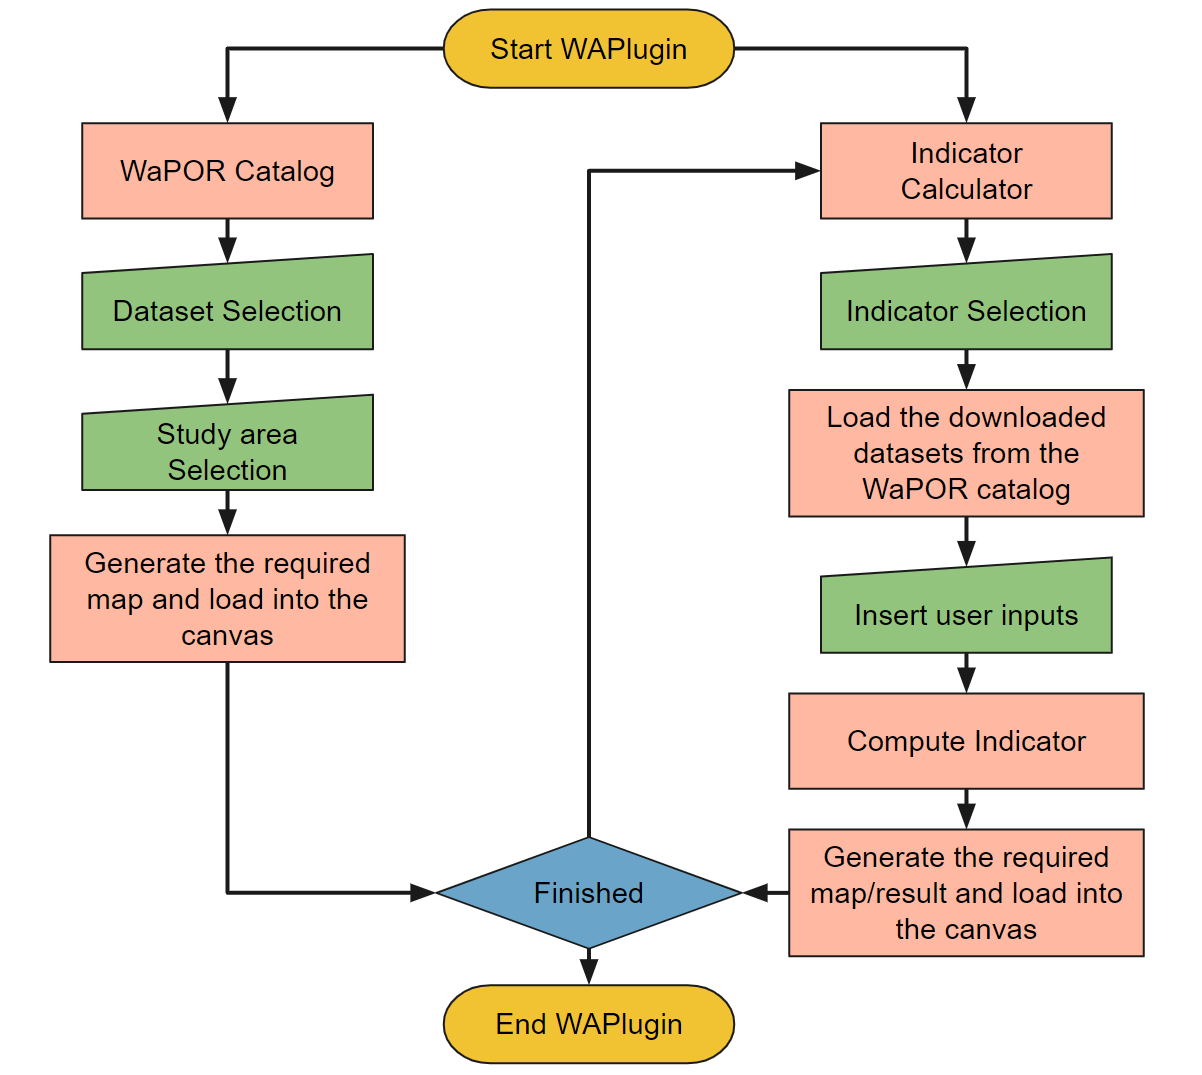 Start WAPlugin
WaPOR Catalog
Dataset Selection
Study area
Selection
Generate the required
map and load into the
canvas
Indicator
Calculator
Indicator Selection
Load the downloaded
datasets from the
WaPOR catalog
Insert user inputs
Compute Indicator
Generate the required
map/result and load into
the canvas
Finished
End WAPlugin